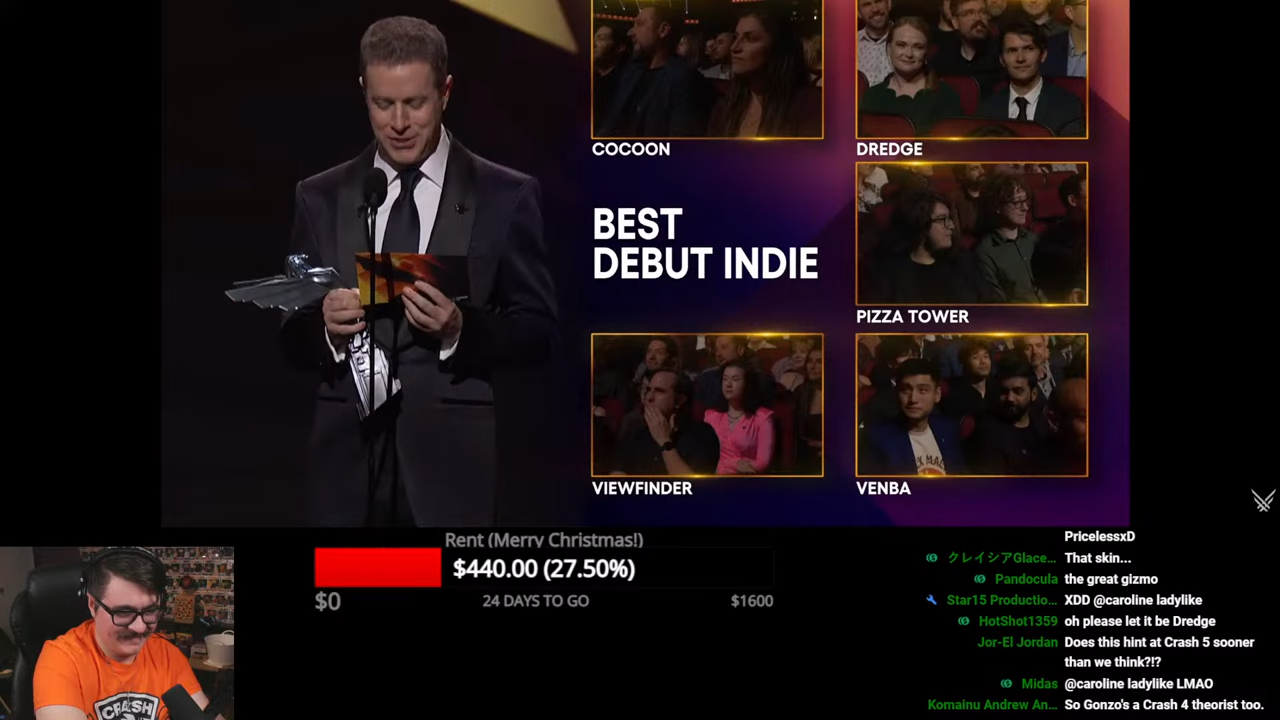 COCOON
DREDGE
BEST
DEBUT INDIE
PIZZA TOWER
VIEWFINDER
VENBA
Rent (Merry Christmas!)
$440.00 (27.50%)
$0
24 DAYS TO GO
$1600
CRASH
PricelessxD
クレイシアGlace... That skin...
Pandocula the great gizmo
Star15 Productio... XDD @caroline ladylike
HotShot1359 oh please let it be Dredge
Jor-El Jordan Does this hint at Crash 5 sooner
than we think?!?
Midas @caroline ladylike LMAO
Komainu Andrew An... So Gonzo's a Crash 4 theorist too.